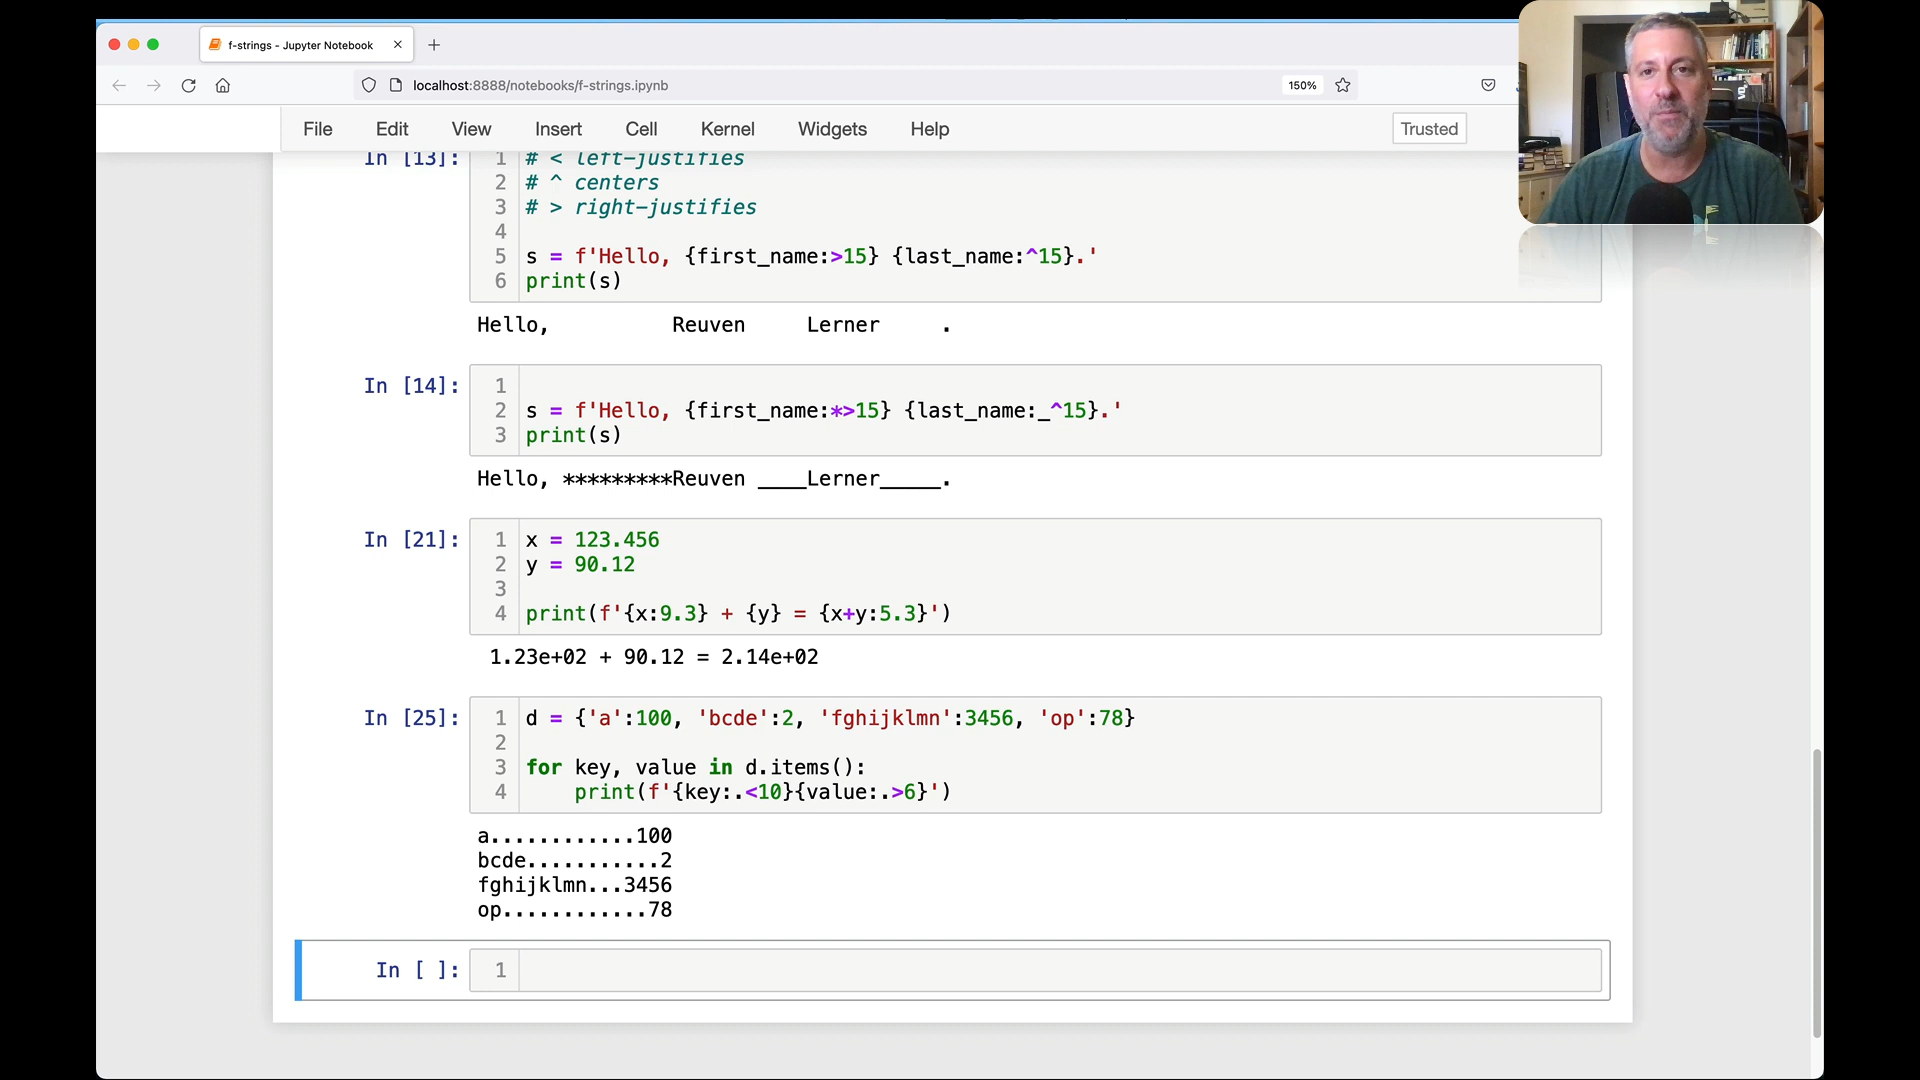 f-strings - Jupyter Notebook
localhost:8888/notebooks/f-strings.ipynb
150%
File Edit View Insert Cell Kernel Widgets Help
Trusted
In [13]:
1 # < left-justifies
2 # ^ centers
3 # > right-justifies
4
5 s = f'Hello, {first_name:>15} {last_name:^15}.'
6 print(s)
Hello,          Reuven     Lerner     .
In [14]:
1
2 s = f'Hello, {first_name:*>15} {last_name:_^15}.'
3 print(s)
Hello, *********Reuven ____Lerner_____.
In [21]:
1 x = 123.456
2 y = 90.12
3
4 print(f'{x:9.3} + {y} = {x+y:5.3}')
1.23e+02 + 90.12 = 2.14e+02
In [25]:
1 d = {'a':100, 'bcde':2, 'fghijklmn':3456, 'op':78}
2
3 for key, value in d.items():
4     print(f'{key:.<10}{value:.>6}')
a............100
bcde...........2
fghijklmn...3456
op............78
In [ ]:
1